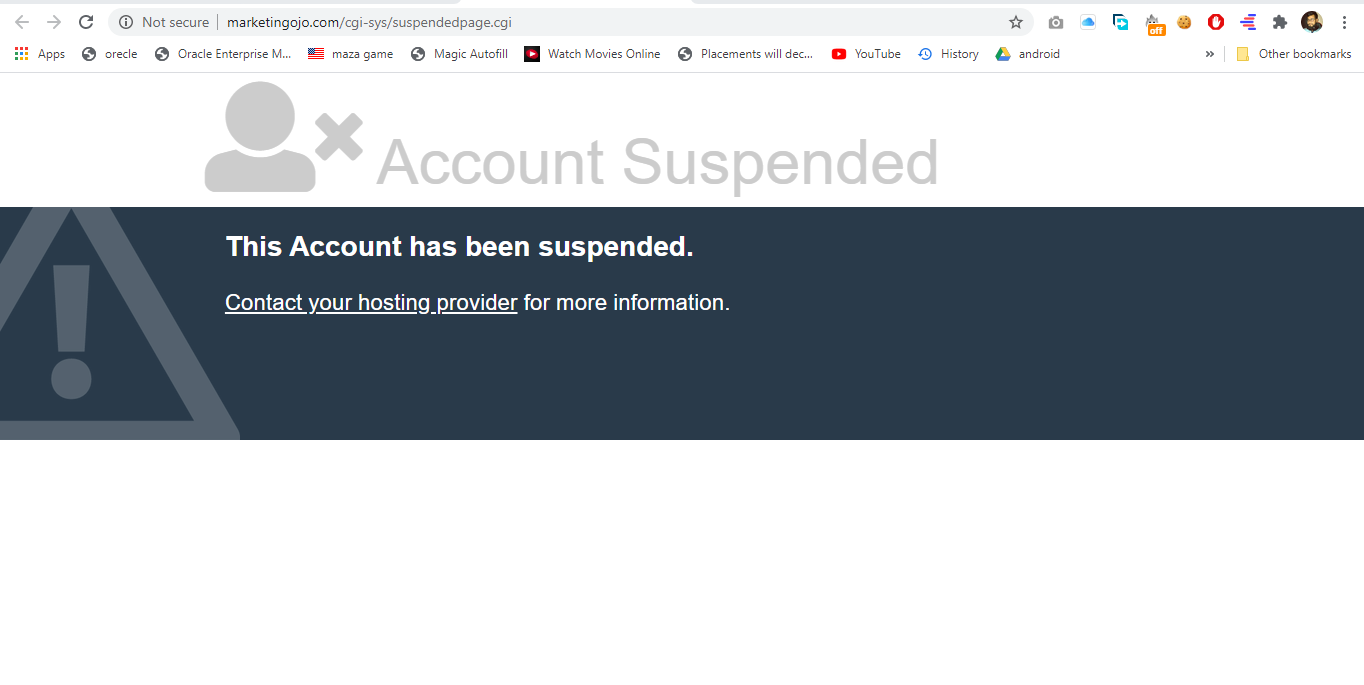 Not secure marketingojo.com/cgi-sys/suspendedpage.cgi
off
Apps orecle Oracle Enterprise M... maza game Magic Autofill Watch Movies Online Placements will dec... YouTube History android » Other bookmarks
Account Suspended
This Account has been suspended.
Contact your hosting provider for more information.